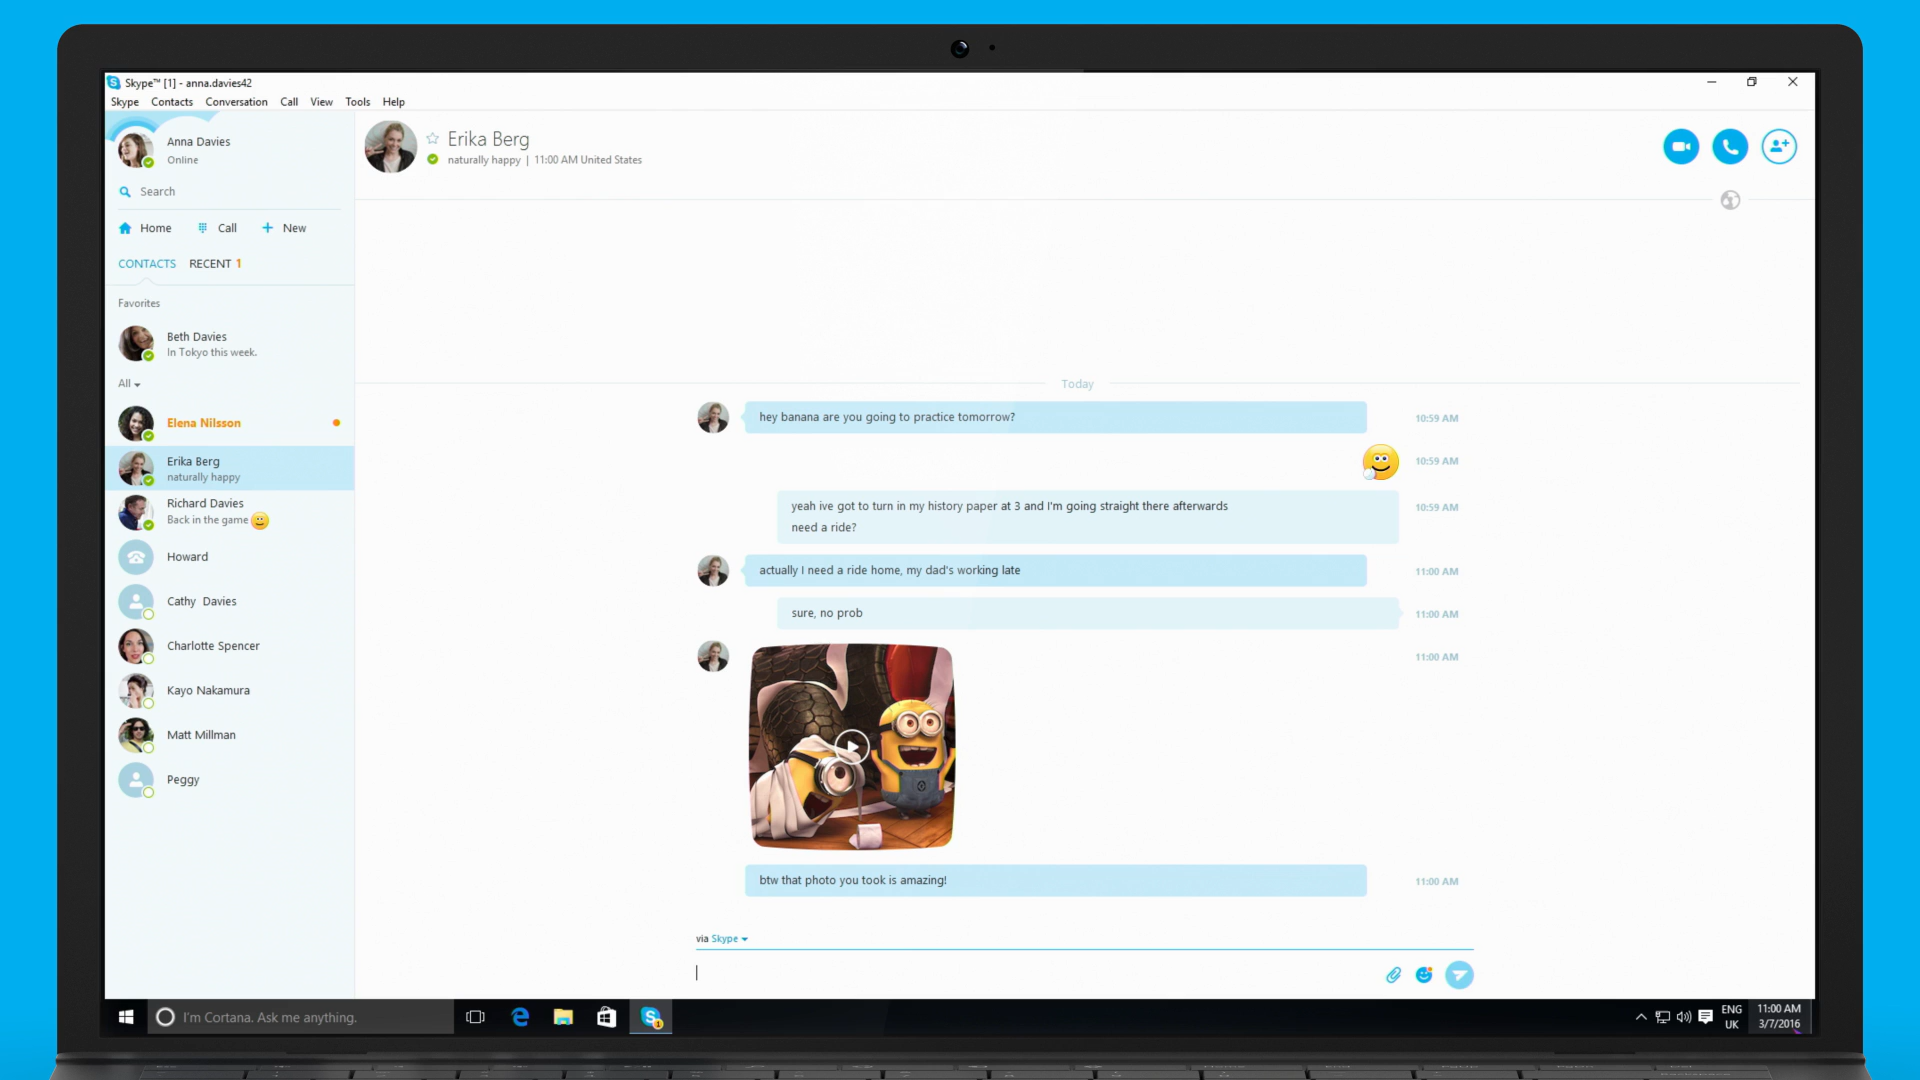 Skype™ [1] - anna.davies42
Skype Contacts Conversation Call View Tools Help
Anna Davies
Online
Search
Home Call New
CONTACTS RECENT 1
Favorites
Beth Davies
In Tokyo this week.
All
Elena Nilsson
Erika Berg
naturally happy
Richard Davies
Back in the game
Howard
Cathy Davies
Charlotte Spencer
Kayo Nakamura
Matt Millman
Peggy
Erika Berg
naturally happy | 11:00 AM United States
Today
hey banana are you going to practice tomorrow? 10:59 AM
10:59 AM
yeah ive got to turn in my history paper at 3 and I'm going straight there afterwards 10:59 AM
need a ride?
actually I need a ride home, my dad's working late 11:00 AM
sure, no prob 11:00 AM
11:00 AM
btw that photo you took is amazing! 11:00 AM
via Skype
I'm Cortana. Ask me anything.
1
ENG
UK
11:00 AM
3/7/2016